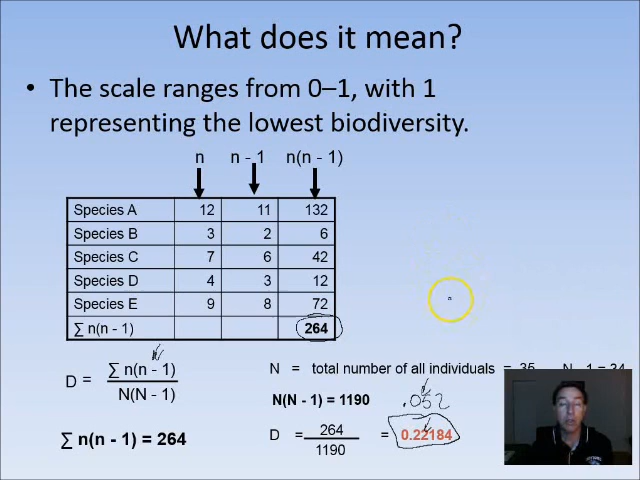 What does it mean?
• The scale ranges from 0–1, with 1
representing the lowest biodiversity.
n n - 1 n(n - 1)
Species A 12 11 132
Species B 3 2 6
Species C 7 6 42
Species D 4 3 12
Species E 9 8 72
∑ n(n - 1) 264
D = ∑ n(n - 1)
N(N - 1)
∑ n(n - 1) = 264
N = total number of all individuals = 35
N(N - 1) = 1190
.052
D = 264 = 0.22184
1190